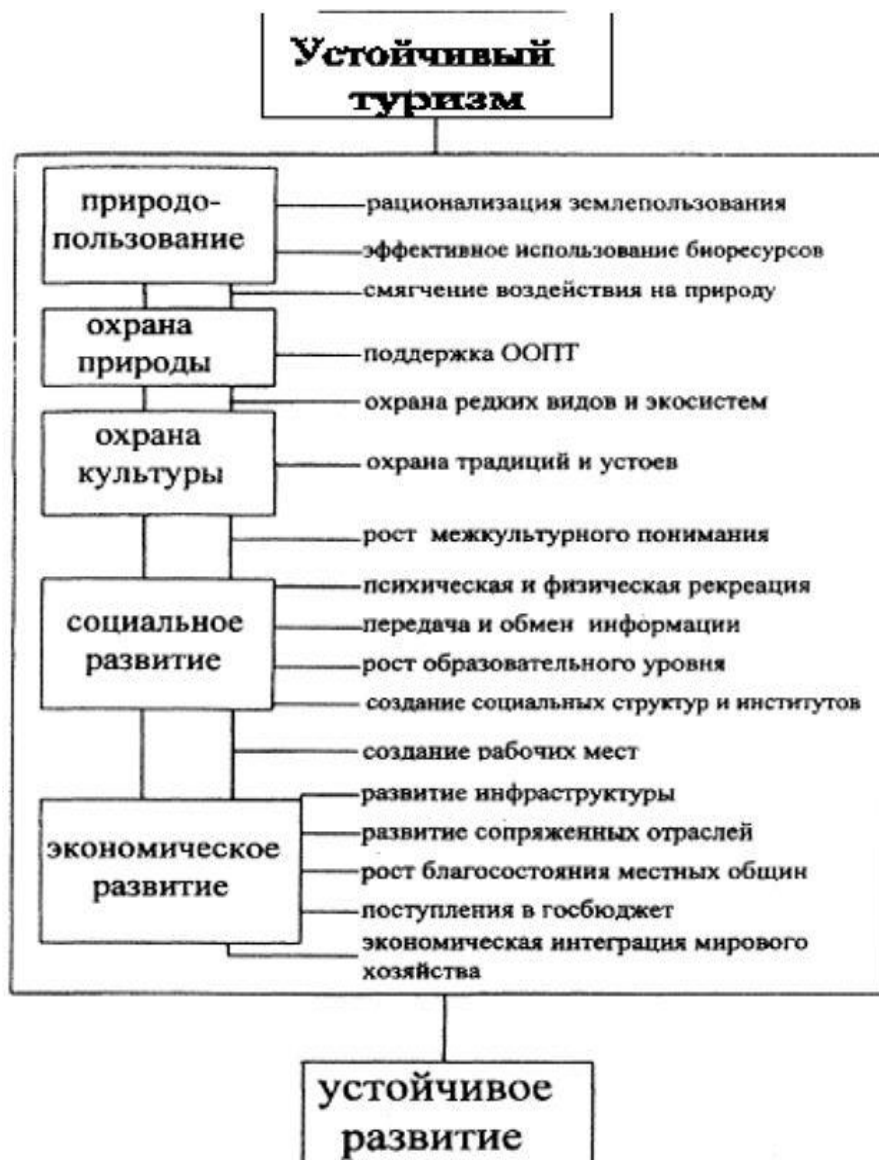 Устойчивый
туризм
природо-
пользование
рационализация землепользования
эффективное использование биоресурсов
смягчение воздействия на природу
охрана
природы
поддержка ООПТ
охрана редких видов и экосистем
охрана
культуры
охрана традиций и устоев
рост межкультурного понимания
социальное
развитие
психическая и физическая рекреация
передача и обмен информации
рост образовательного уровня
создание социальных структур и институтов
создание рабочих мест
экономическое
развитие
развитие инфраструктуры
развитие сопряженных отраслей
рост благосостояния местных общин
поступления в госбюджет
экономическая интеграция мирового
хозяйства
устойчивое
развитие